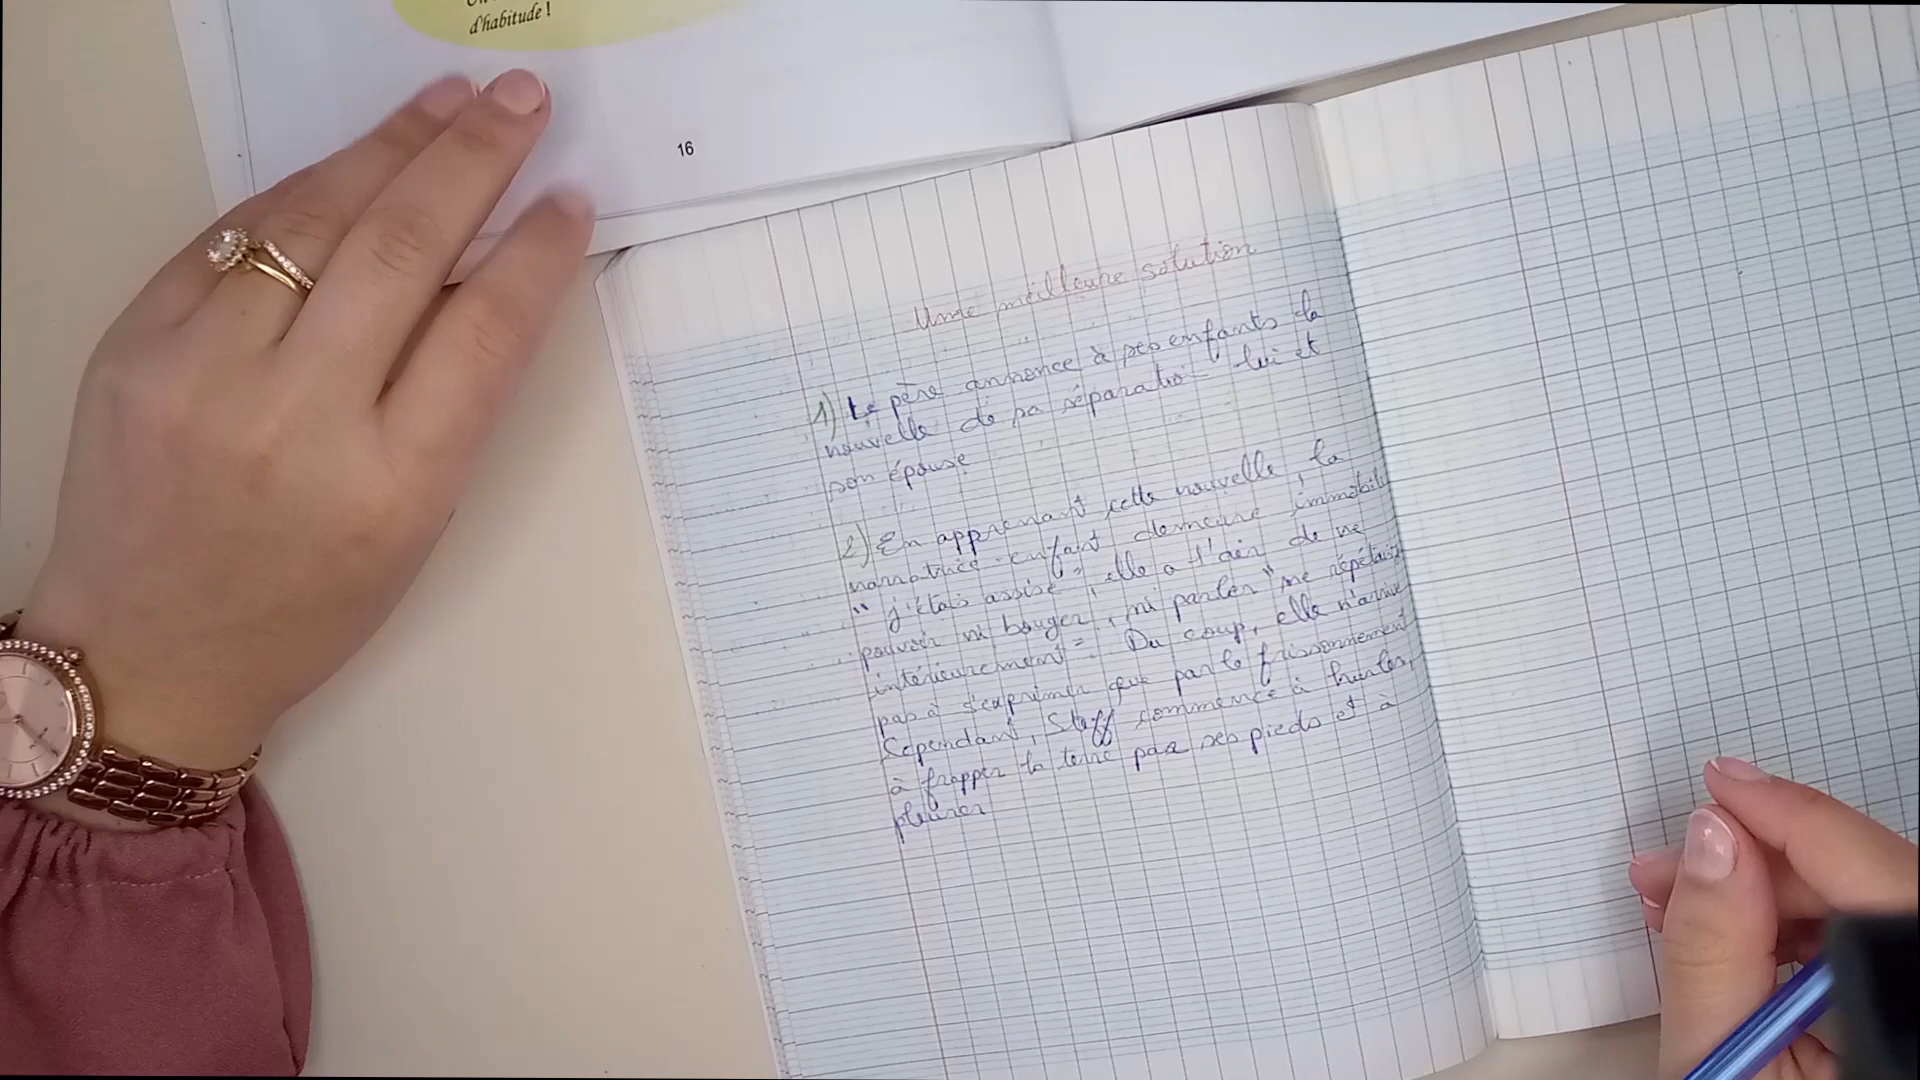 d'habitude !
16
Une meilleure solution
1) Le père annonce à ses enfants la
nouvelle de sa séparation lui et
son épouse
2) En apprenant cette nouvelle, la
narratrice-enfant demeure immobile
"j'étais assise" elle a l'air de ne
pouvoir ni bouger, ni parler "me répétais
intérieurement". Du coup, elle n'arrive
pas à s'exprimer que par le frissonnement
Cependant, Steff commence à hurler,
à frapper la terre par ses pieds et à
pleurer